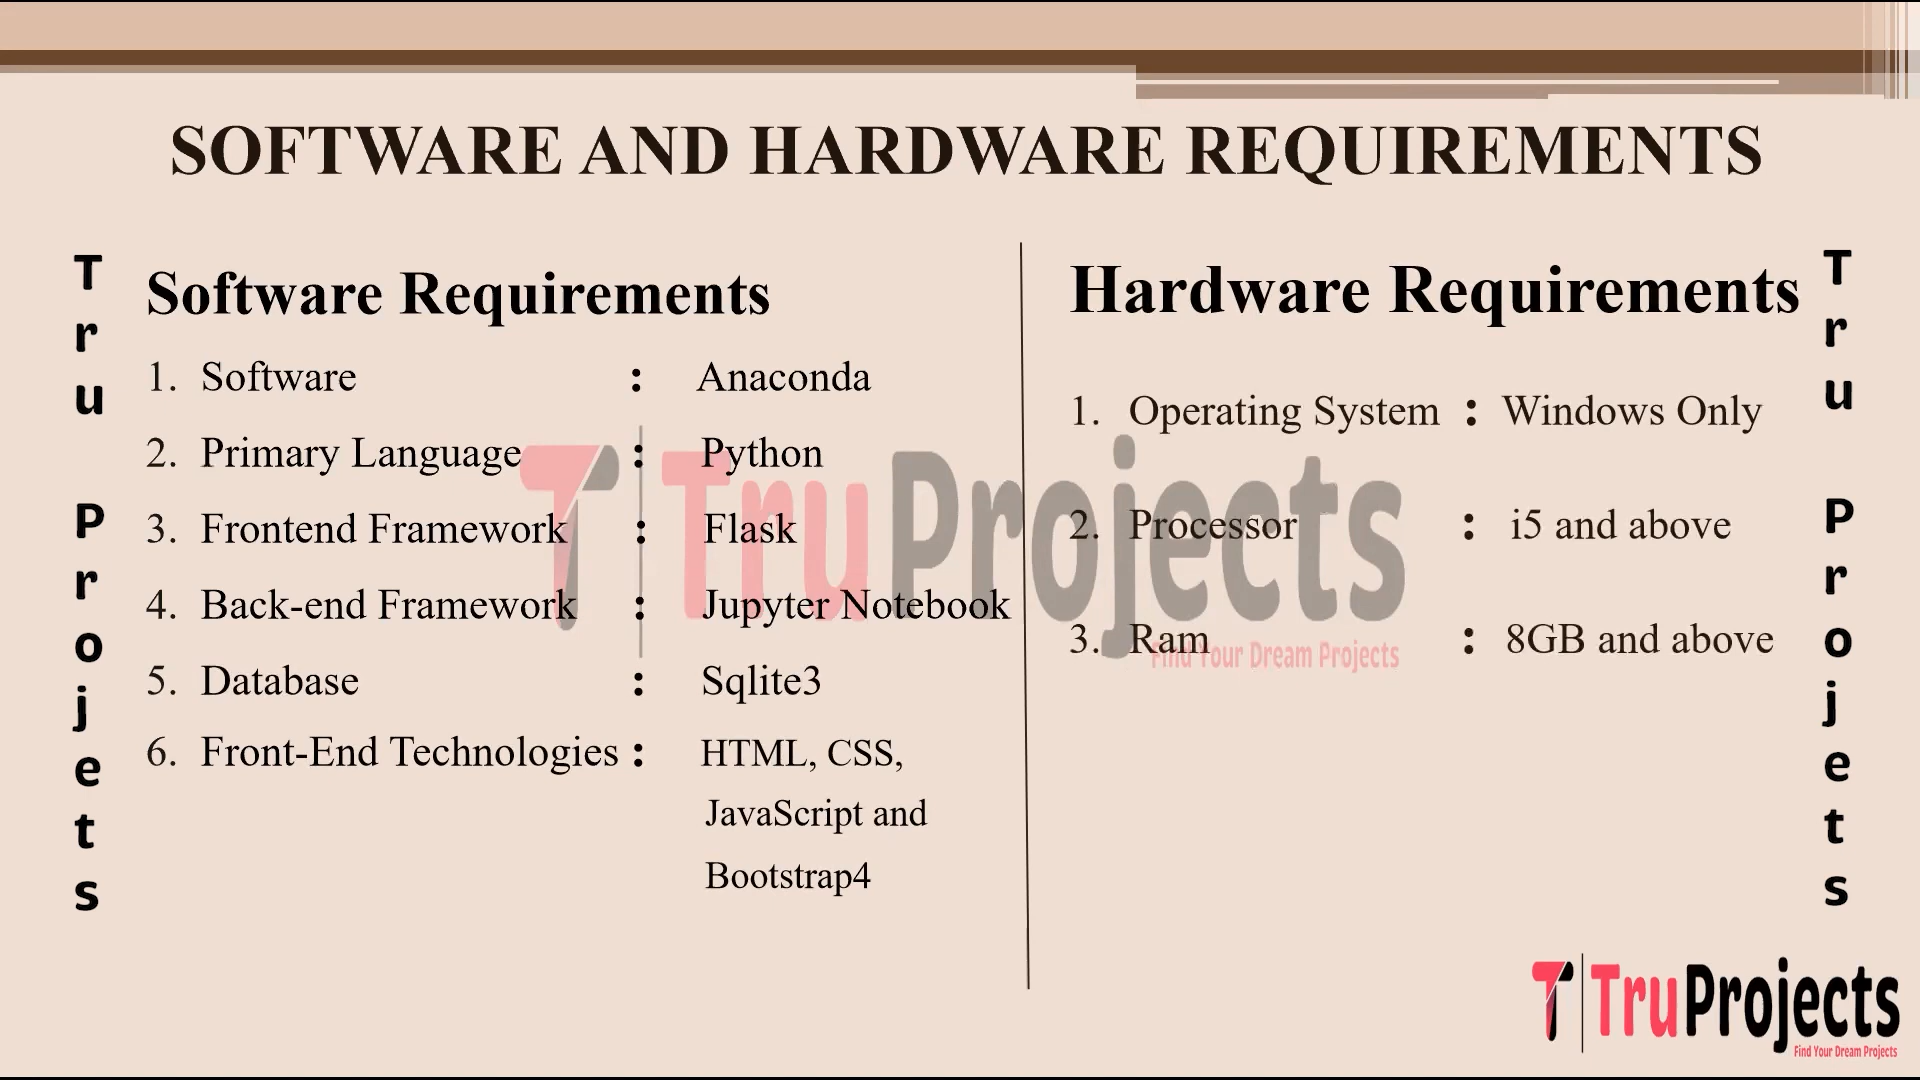 SOFTWARE AND HARDWARE REQUIREMENTS
Tru Projets
Software Requirements
1. Software : Anaconda
2. Primary Language : Python
3. Frontend Framework : Flask
4. Back-end Framework : Jupyter Notebook
5. Database : Sqlite3
6. Front-End Technologies : HTML, CSS,
JavaScript and
Bootstrap4
Hardware Requirements
1. Operating System : Windows Only
2. Processor : i5 and above
3. Ram : 8GB and above
Tru Projets
TruProjects
Find Your Dream Projects
TruProjects
Find Your Dream Projects